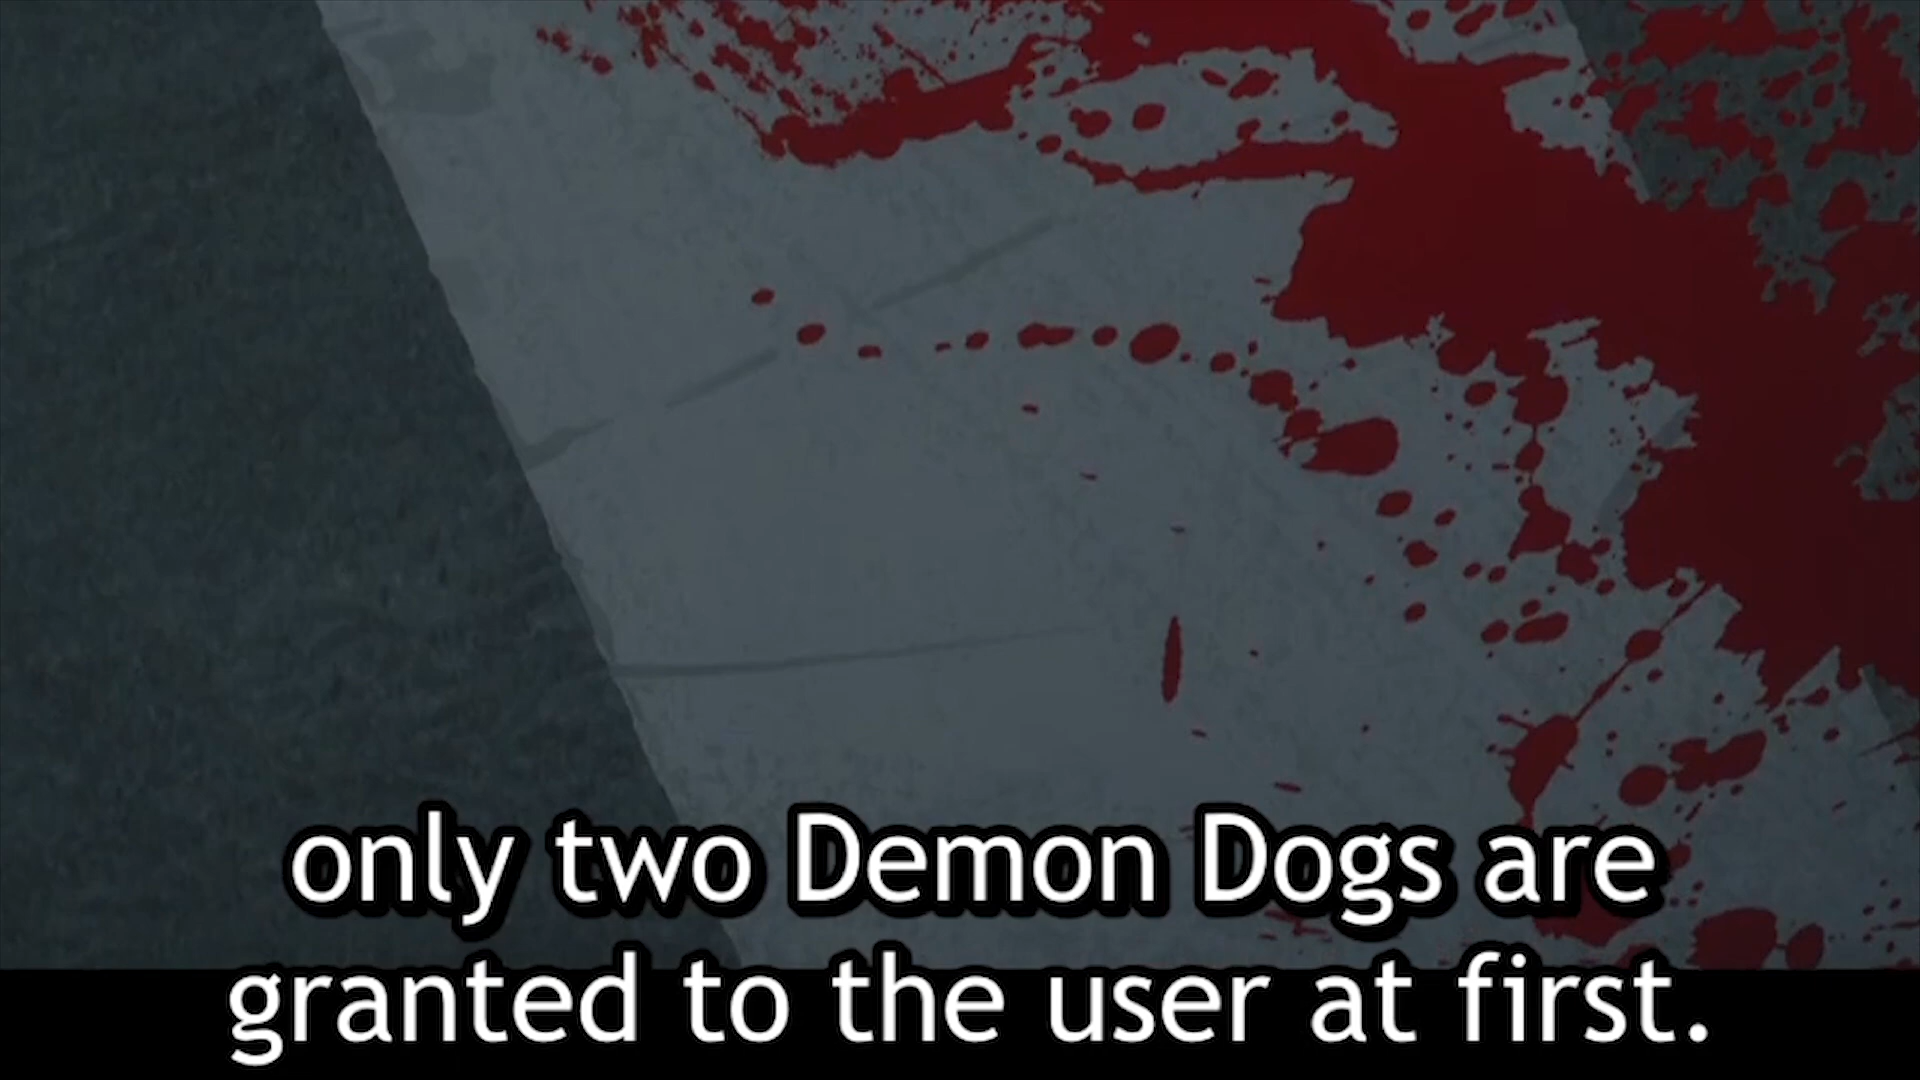 only two Demon Dogs are
granted to the user at first.